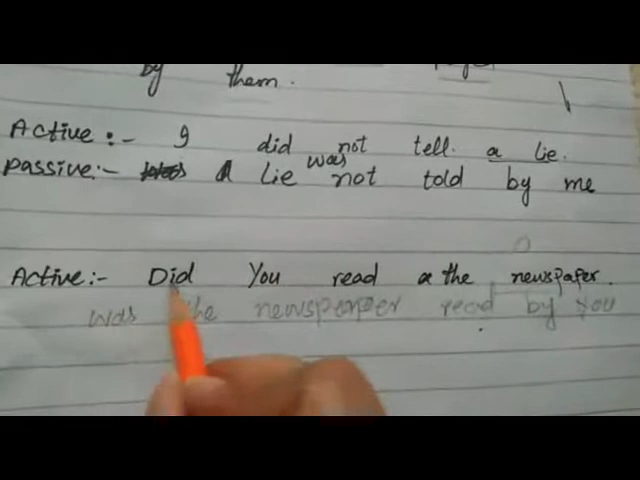 by them.
Active :- I did not tell. a lie.
Passive :- A lie was not told by me
Active :- Did You read a the newspaper.
was the newsperper read by you